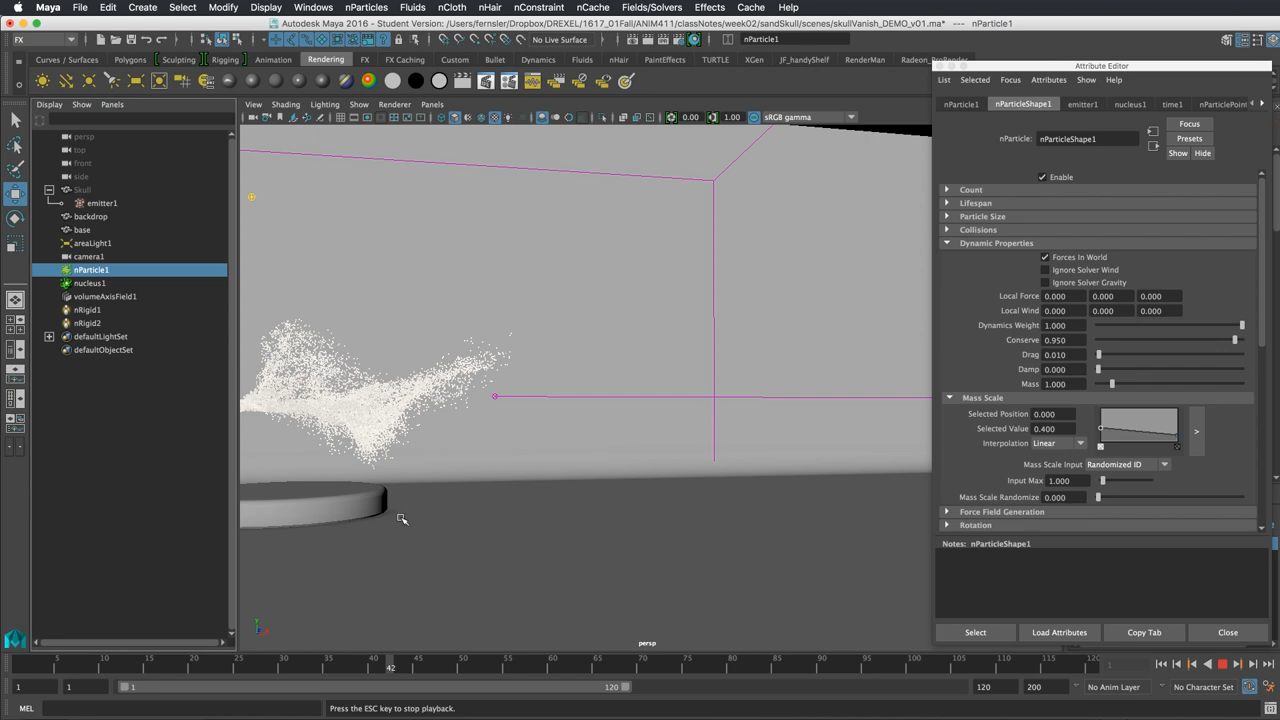 Maya File Edit Create Select Modify Display Windows nParticles Fluids nCloth nHair nConstraint nCache Fields/Solvers Effects Cache Help
Autodesk Maya 2016 - Student Version: /Users/fernsler/Dropbox/DREXEL/1617_01Fall/ANIM411/classNotes/week02/sandSkull/scenes/skullVanish_DEMO_v01.ma* --- nParticle1
FX No Live Surface nParticle1
Curves / Surfaces Polygons Sculpting Rigging Animation Rendering FX FX Caching Custom Bullet Dynamics Fluids nHair PaintEffects TURTLE XGen JF_handyShelf RenderMan
Attribute Editor
List Selected Focus Attributes Show Help
Display Show Panels
View Shading Lighting Show Renderer Panels
0.00 1.00 sRGB gamma
nParticle1 nParticleShape1 emitter1 nucleus1 time1 nParticlePoint
Focus
nParticle: nParticleShape1
Presets
Show Hide
persp
top
front
side
Skull
emitter1
backdrop
base
areaLight1
camera1
nParticle1
nucleus1
volumeAxisField1
nRigid1
nRigid2
defaultLightSet
defaultObjectSet
Enable
Count
Lifespan
Particle Size
Collisions
Dynamic Properties
Forces In World
Ignore Solver Wind
Ignore Solver Gravity
Local Force 0.000 0.000 0.000
Local Wind 0.000 0.000 0.000
Dynamics Weight 1.000
Conserve 0.950
Drag 0.010
Damp 0.000
Mass 1.000
Mass Scale
Selected Position 0.000
Selected Value 0.400
>
Interpolation Linear
Mass Scale Input Randomized ID
Input Max 1.000
Mass Scale Randomize 0.000
Force Field Generation
Rotation
Notes: nParticleShape1
Select Load Attributes Copy Tab Close
persp
5 10 15 20 25 30 35 40 42 45 50 55 60 65 70 75 80 85 90 95 100 105 110 115 120
1
1 1 1 120 120 200 No Anim Layer No Character Set
MEL Press the ESC key to stop playback.